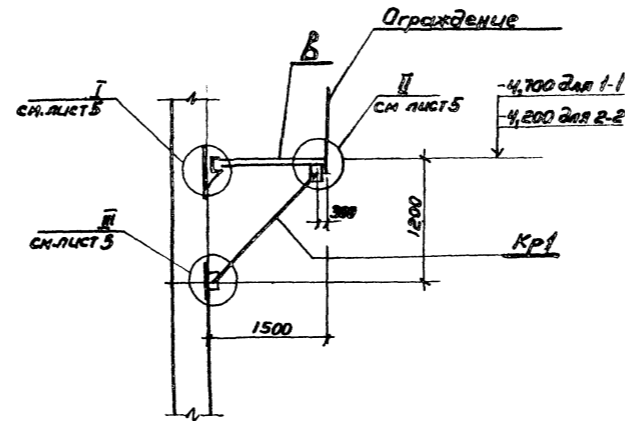 Ограждение
В
I
см.лист 5
II
см лист 5
-4,700 для 1-1
-4,200 для 2-2
300
1200
III
см.лист 5
Кр1
1500